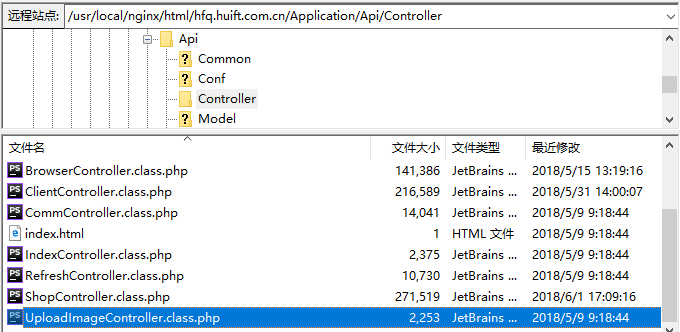 远程站点: /usr/local/nginx/html/hfq.huift.com.cn/Application/Api/Controller
Api
Common
Conf
Controller
Model
文件名 文件大小 文件类型 最近修改
BrowserController.class.php 141,386 JetBrains ... 2018/5/15 13:19:16
ClientController.class.php 216,589 JetBrains ... 2018/5/31 14:00:07
CommController.class.php 14,041 JetBrains ... 2018/5/9 9:18:44
index.html 1 HTML 文件 2018/5/9 9:18:44
IndexController.class.php 2,375 JetBrains ... 2018/5/9 9:18:44
RefreshController.class.php 10,730 JetBrains ... 2018/5/9 9:18:44
ShopController.class.php 271,519 JetBrains ... 2018/6/1 17:09:16
UploadImageController.class.php 2,253 JetBrains ... 2018/5/9 9:18:44